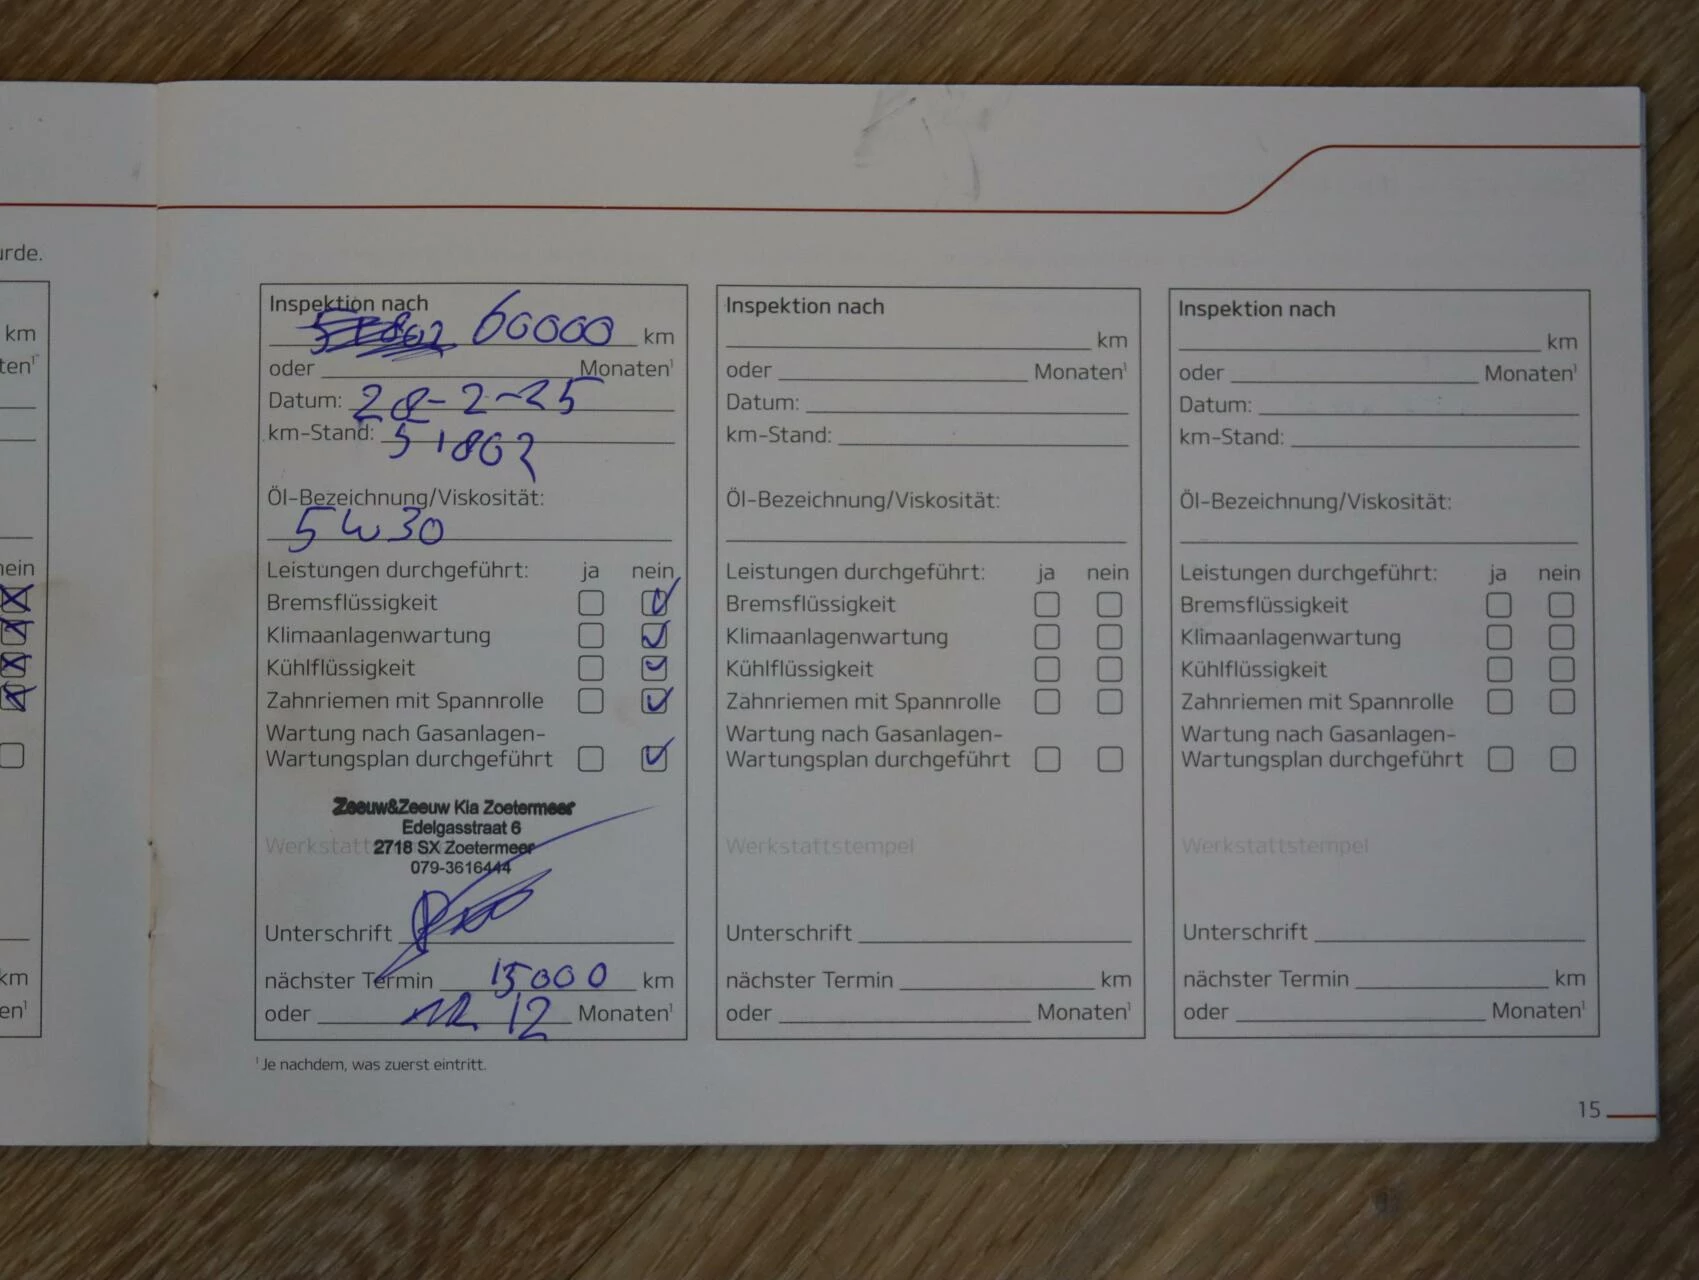 urde.
km
ten¹
nein
km
en¹
Inspektion nach
51802 60000 km
oder Monaten¹
Datum: 28-2-25
km-Stand: 51802
Öl-Bezeichnung/Viskosität:
5W30
Leistungen durchgeführt: ja nein
Bremsflüssigkeit
Klimaanlagenwartung
Kühlflüssigkeit
Zahnriemen mit Spannrolle
Wartung nach Gasanlagen-
Wartungsplan durchgeführt
Zeeuw&Zeeuw Kia Zoetermeer
Edelgasstraat 6
2718 SX Zoetermeer
079-3616444
Unterschrift
nächster Termin 15000 km
oder 12 Monaten¹
Inspektion nach
km
oder Monaten¹
Datum:
km-Stand:
Öl-Bezeichnung/Viskosität:
Leistungen durchgeführt: ja nein
Bremsflüssigkeit
Klimaanlagenwartung
Kühlflüssigkeit
Zahnriemen mit Spannrolle
Wartung nach Gasanlagen-
Wartungsplan durchgeführt
Werkstattstempel
Unterschrift
nächster Termin km
oder Monaten¹
Inspektion nach
km
oder Monaten¹
Datum:
km-Stand:
Öl-Bezeichnung/Viskosität:
Leistungen durchgeführt: ja nein
Bremsflüssigkeit
Klimaanlagenwartung
Kühlflüssigkeit
Zahnriemen mit Spannrolle
Wartung nach Gasanlagen-
Wartungsplan durchgeführt
Werkstattstempel
Unterschrift
nächster Termin km
oder Monaten¹
¹ Je nachdem, was zuerst eintritt.
15